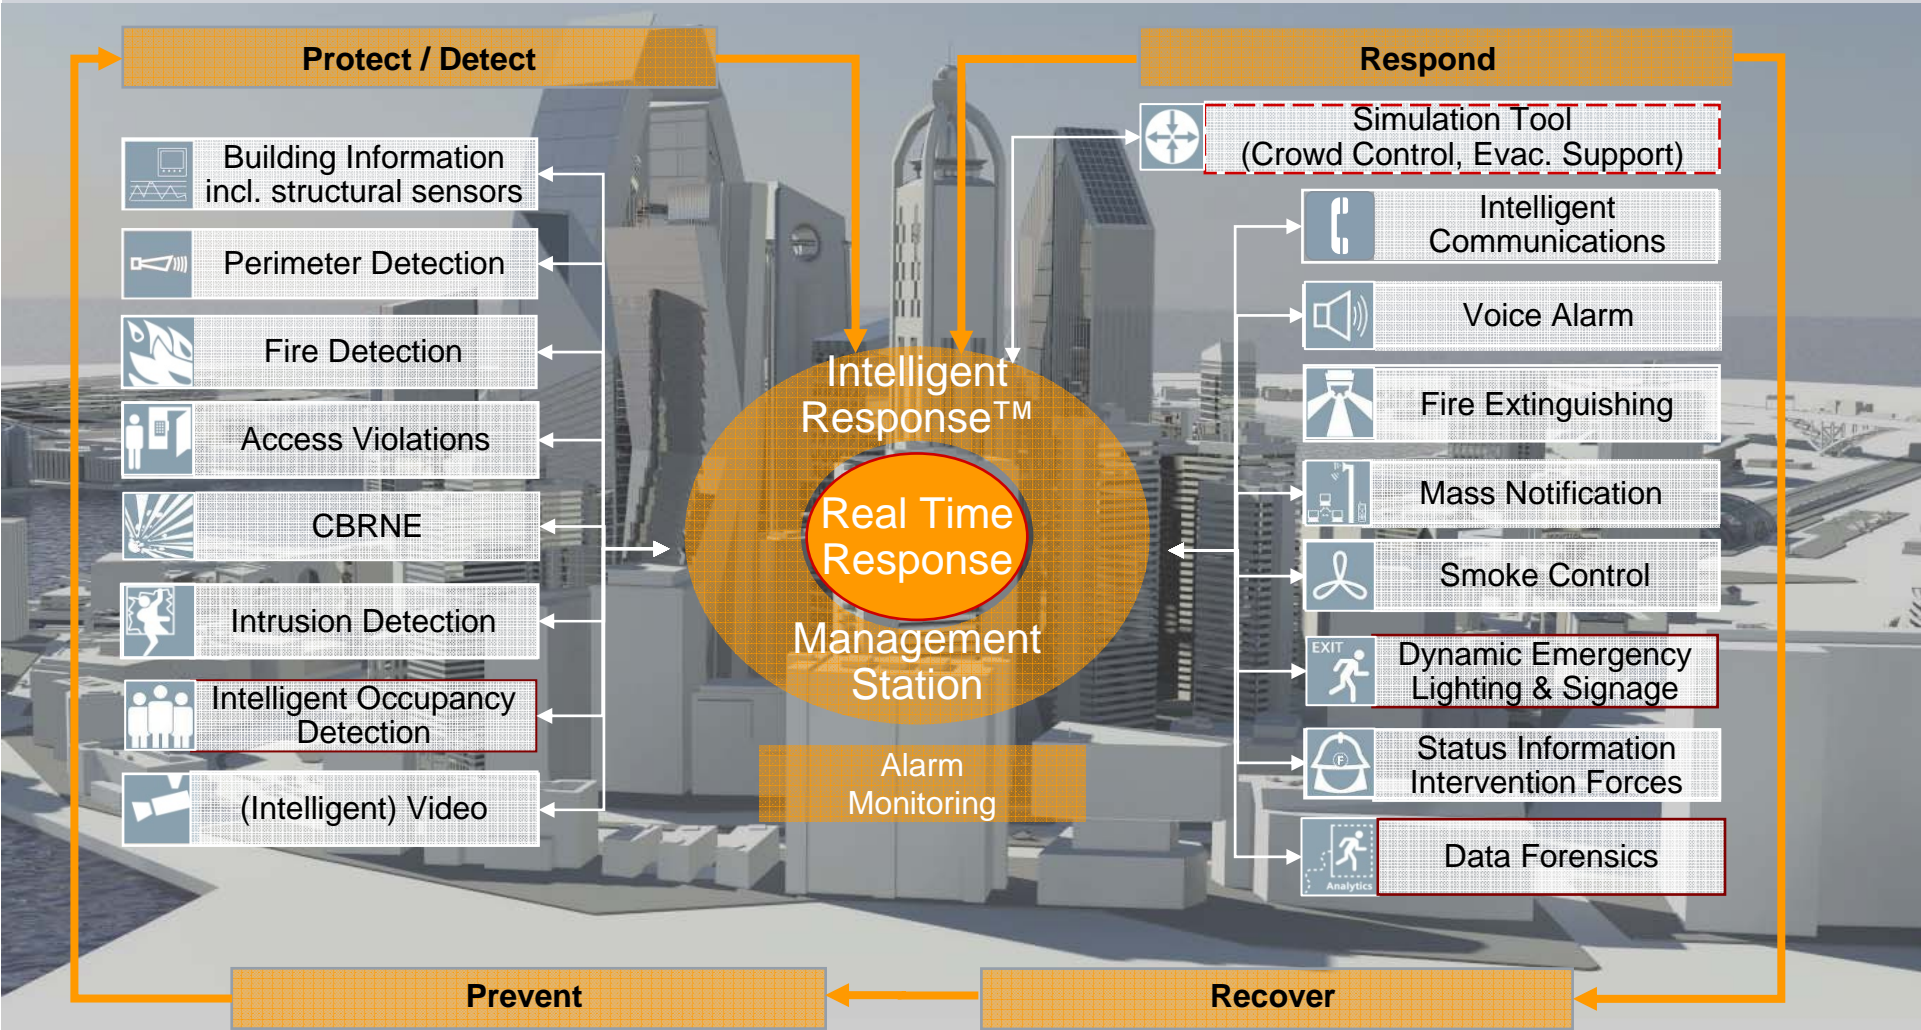 Protect / Detect
Building Information
incl. structural sensors
Perimeter Detection
Fire Detection
Access Violations
CBRNE
Intrusion Detection
Intelligent Occupancy
Detection
(Intelligent) Video
Intelligent
Response™
Real Time
Response
Management
Station
Alarm
Monitoring
Respond
Simulation Tool
(Crowd Control, Evac. Support)
Intelligent
Communications
Voice Alarm
Fire Extinguishing
Mass Notification
Smoke Control
EXIT
Dynamic Emergency
Lighting & Signage
F
Status Information
Intervention Forces
Analytics
Data Forensics
Prevent
Recover